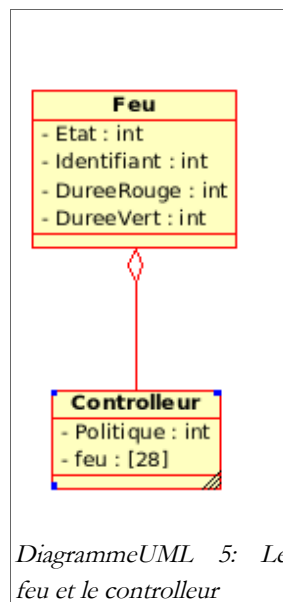 Feu
- Etat : int
- Identifiant : int
- DureeRouge : int
- DureeVert : int
Controlleur
- Politique : int
- feu : [28]
DiagrammeUML 5: Le
feu et le controlleur